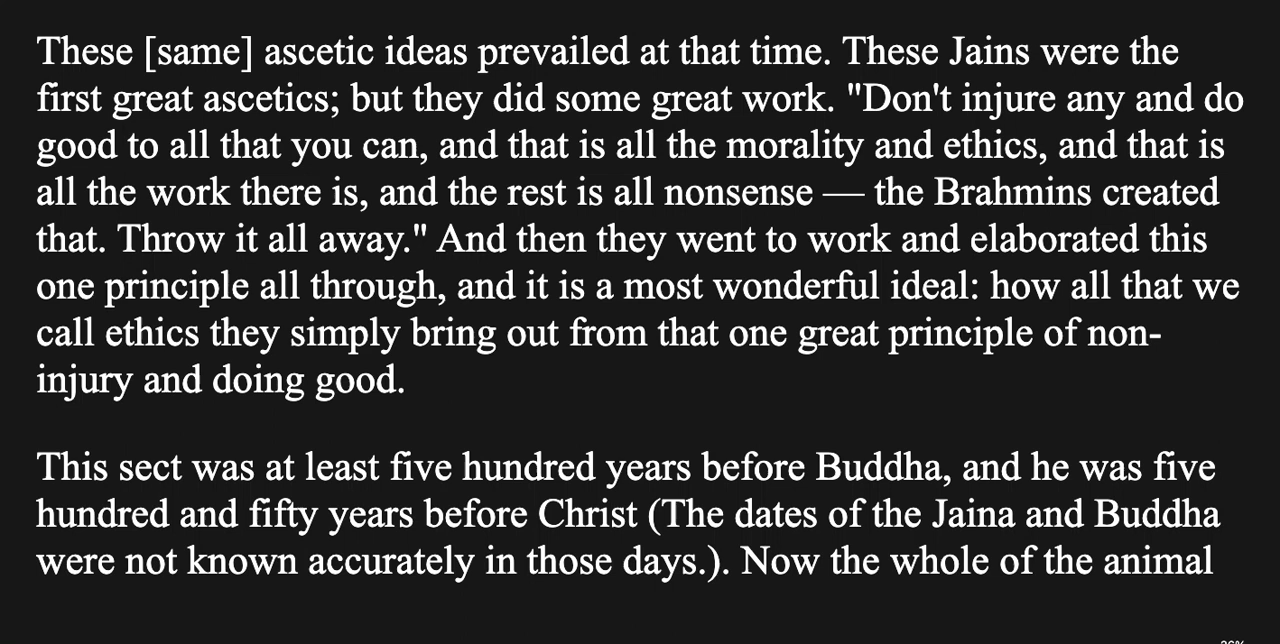 These [same] ascetic ideas prevailed at that time. These Jains were the
first great ascetics; but they did some great work. "Don't injure any and do
good to all that you can, and that is all the morality and ethics, and that is
all the work there is, and the rest is all nonsense — the Brahmins created
that. Throw it all away." And then they went to work and elaborated this
one principle all through, and it is a most wonderful ideal: how all that we
call ethics they simply bring out from that one great principle of non-
injury and doing good.
This sect was at least five hundred years before Buddha, and he was five
hundred and fifty years before Christ (The dates of the Jaina and Buddha
were not known accurately in those days.). Now the whole of the animal